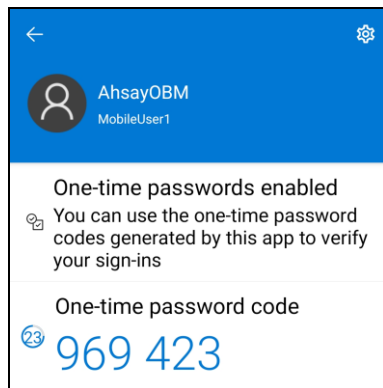 AhsayOBM
MobileUser1
One-time passwords enabled
You can use the one-time password
codes generated by this app to verify
your sign-ins
One-time password code
23
969 423